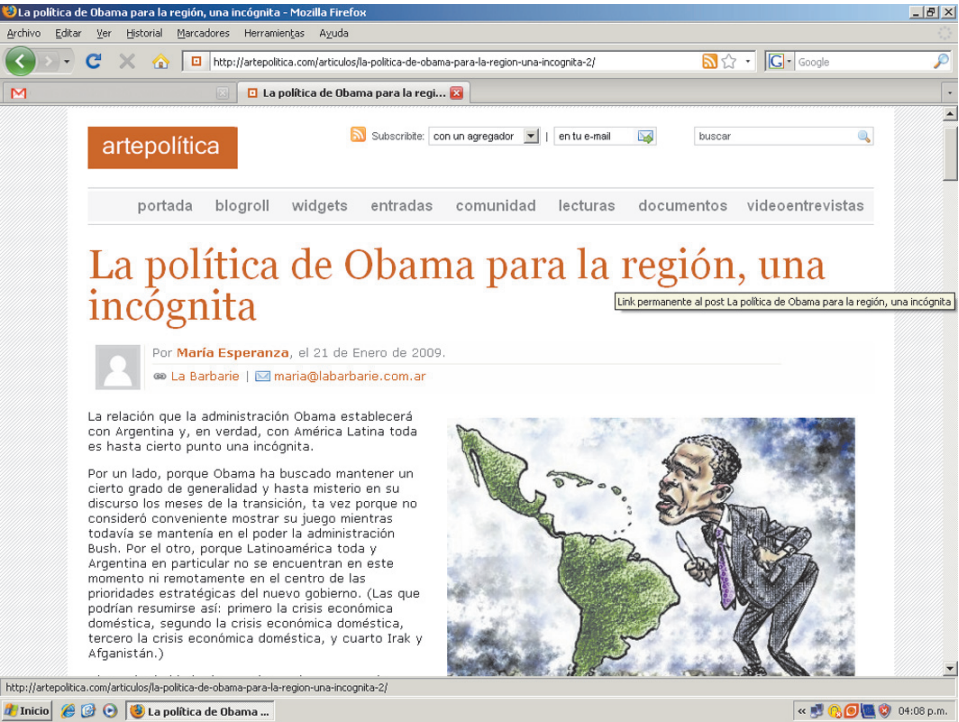 La política de Obama para la región, una incógnita - Mozilla Firefox
Archivo Editar Ver Historial Marcadores Herramientas Ayuda
http://artepolitica.com/articulos/la-politica-de-obama-para-la-region-una-incognita-2/
G Google
La política de Obama para la regi...
artepolítica
Subscribite: con un agregador | en tu e-mail
buscar
portada blogroll widgets entradas comunidad lecturas documentos videoentrevistas
La política de Obama para la región, una
incógnita
Link permanente al post La política de Obama para la región, una incógnita
Por María Esperanza, el 21 de Enero de 2009.
La Barbarie | maria@labarbarie.com.ar
La relación que la administración Obama establecerá
con Argentina y, en verdad, con América Latina toda
es hasta cierto punto una incógnita.
Por un lado, porque Obama ha buscado mantener un
cierto grado de generalidad y hasta misterio en su
discurso los meses de la transición, ta vez porque no
consideró conveniente mostrar su juego mientras
todavía se mantenía en el poder la administración
Bush. Por el otro, porque Latinoamérica toda y
Argentina en particular no se encuentran en este
momento ni remotamente en el centro de las
prioridades estratégicas del nuevo gobierno. (Las que
podrían resumirse así: primero la crisis económica
doméstica, segundo la crisis económica doméstica,
tercero la crisis económica doméstica, y cuarto Irak y
Afganistán.)
http://artepolitica.com/articulos/la-politica-de-obama-para-la-region-una-incognita-2/
Inicio
La política de Obama ...
04:08 p.m.